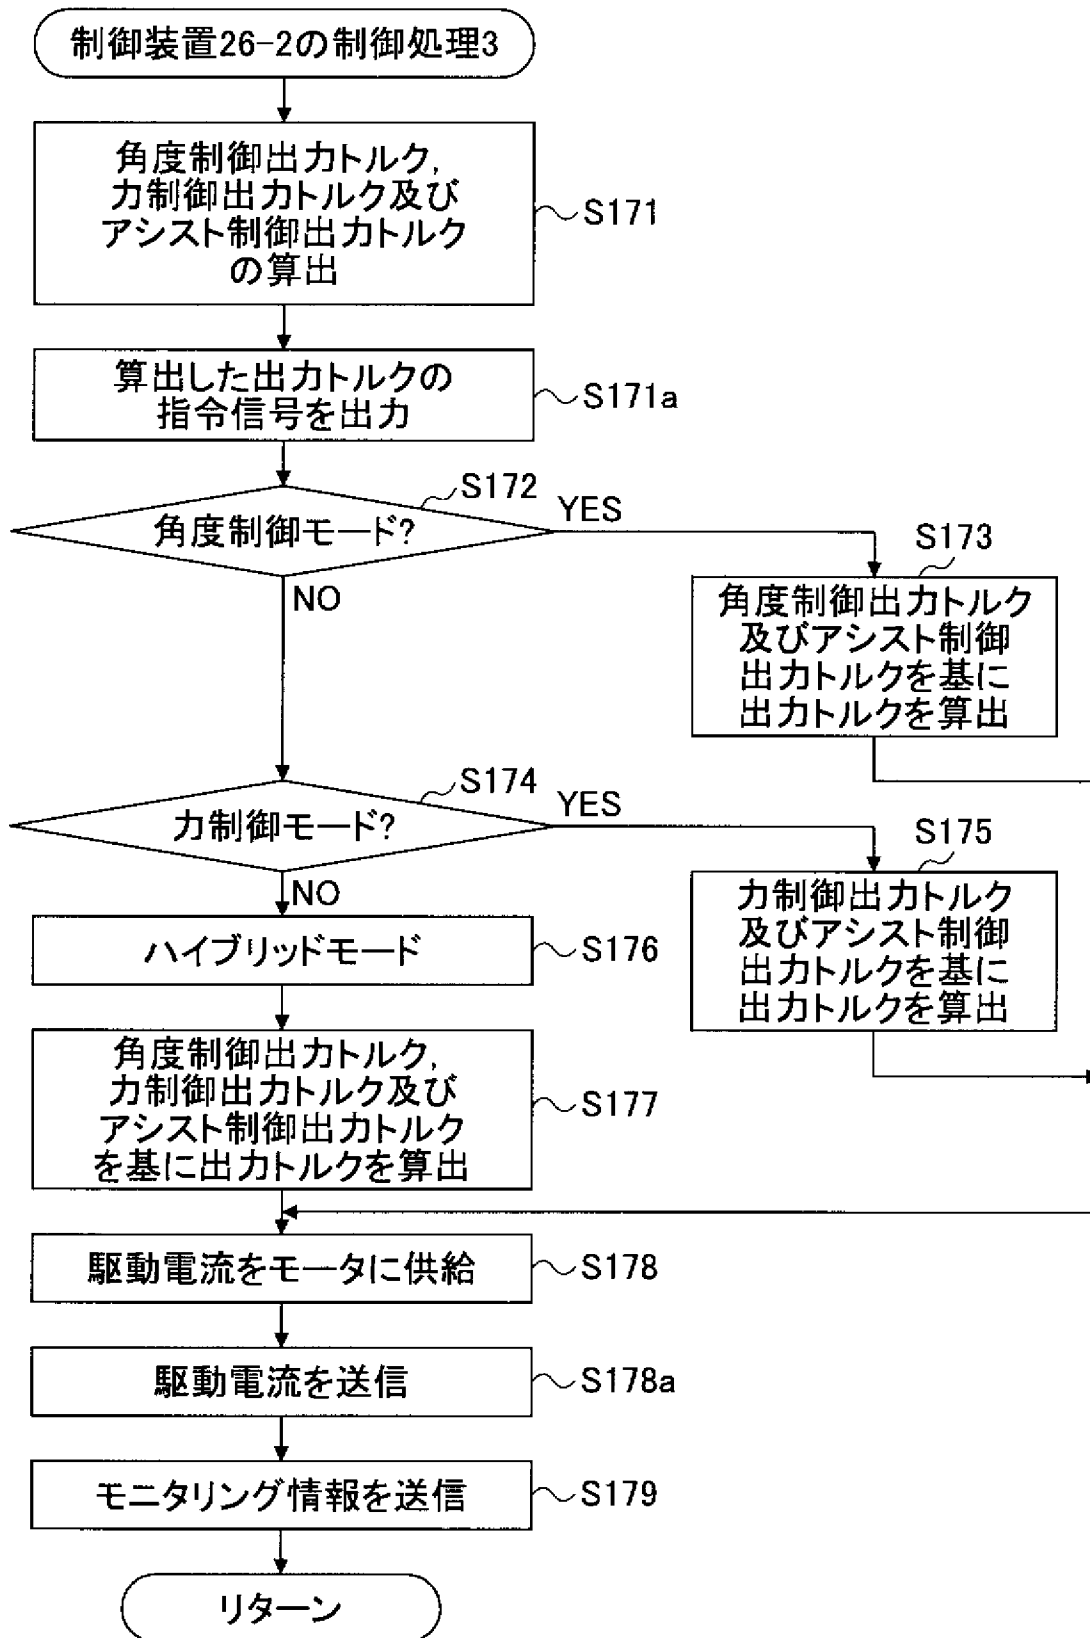 制御装置26-2の制御処理3
角度制御出力トルク,
力制御出力トルク及び
アシスト制御出力トルク
の算出
S171
算出した出力トルクの
指令信号を出力
S171a
S172
角度制御モード?
YES
NO
S173
角度制御出力トルク
及びアシスト制御
出力トルクを基に
出力トルクを算出
S174
力制御モード?
YES
NO
S175
力制御出力トルク
及びアシスト制御
出力トルクを基に
出力トルクを算出
ハイブリッドモード
S176
角度制御出力トルク,
力制御出力トルク及び
アシスト制御出力トルク
を基に出力トルクを算出
S177
駆動電流をモータに供給
S178
駆動電流を送信
S178a
モニタリング情報を送信
S179
リターン